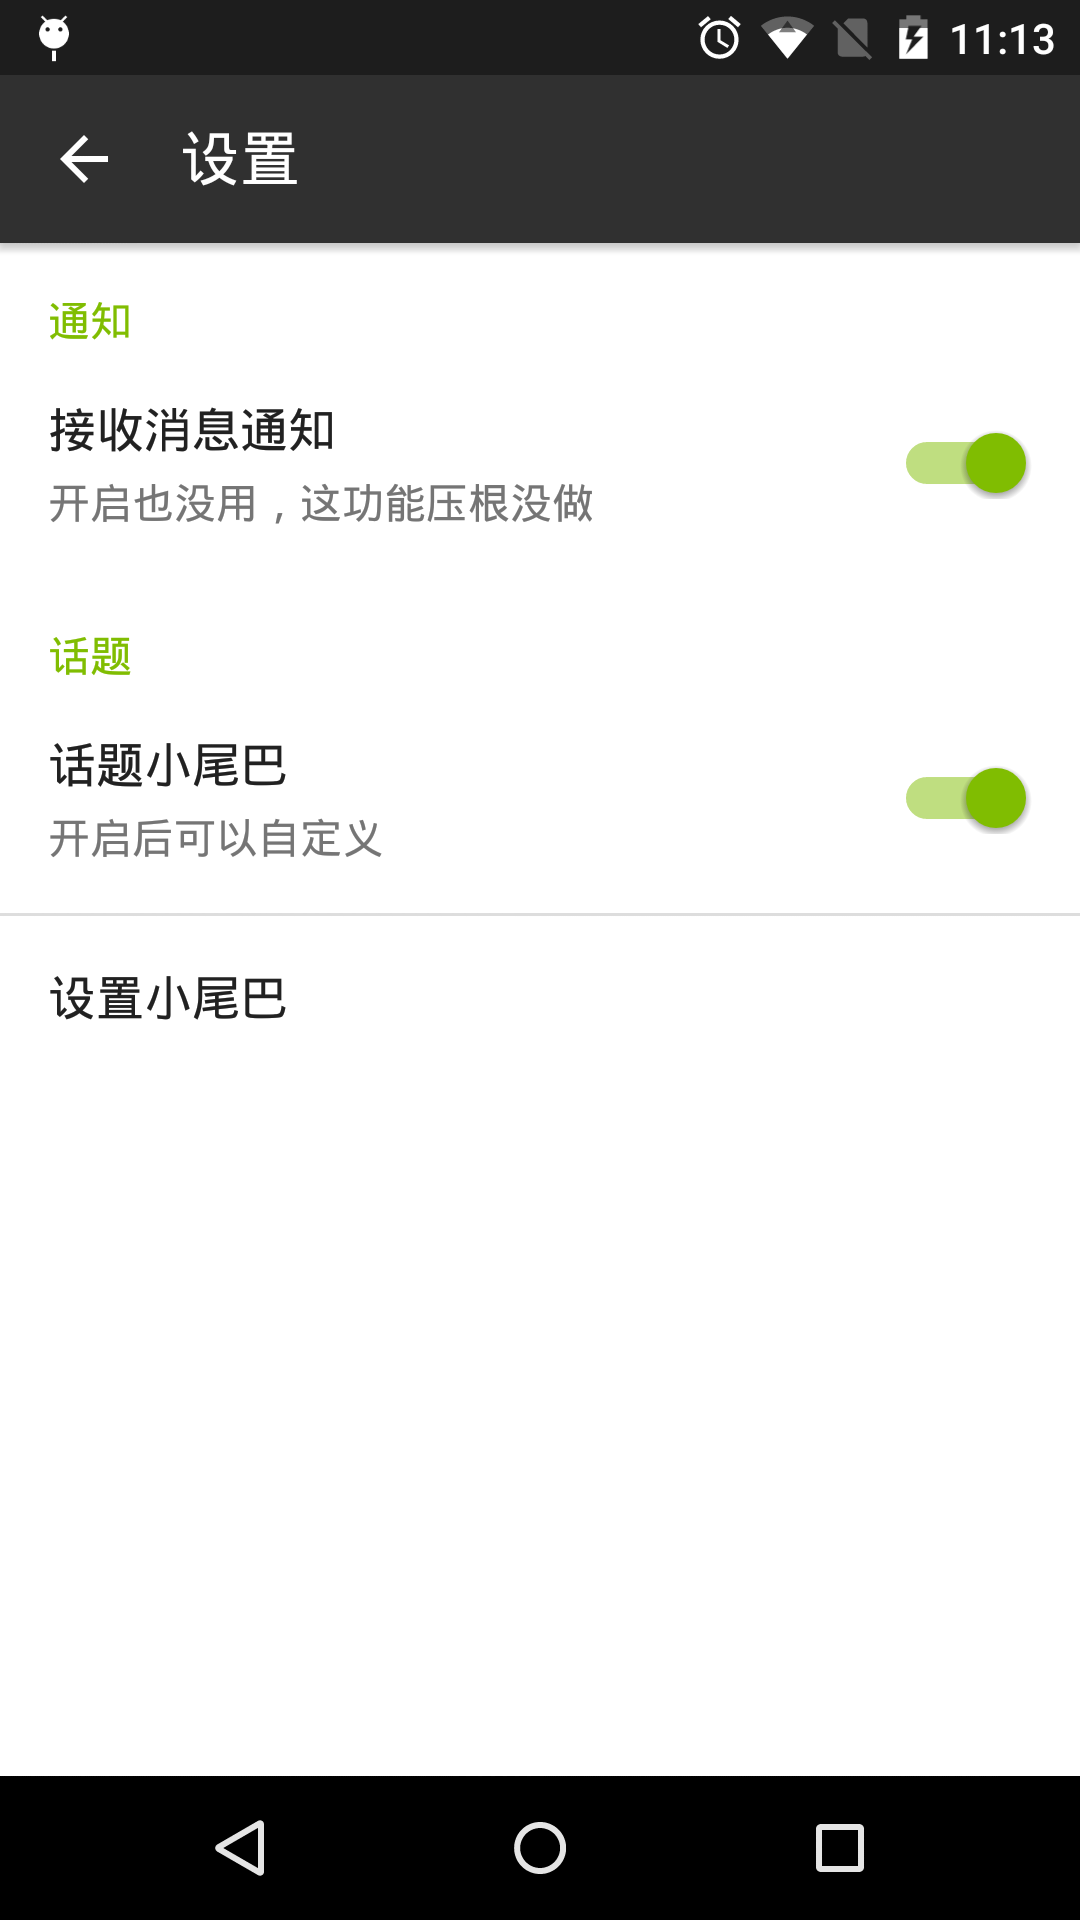 11:13
设置
通知
接收消息通知
开启也没用，这功能压根没做
话题
话题小尾巴
开启后可以自定义
设置小尾巴